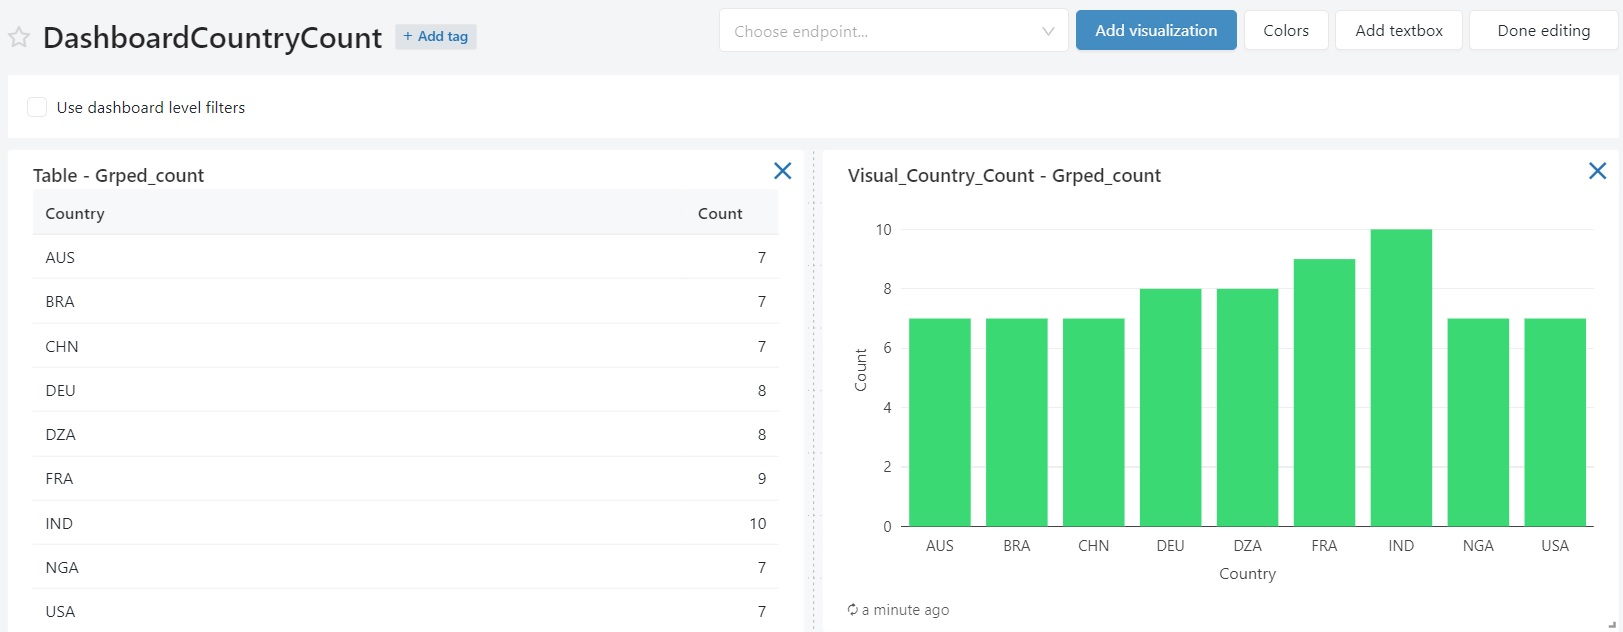 DashboardCountryCount + Add tag Choose endpoint... Add visualization Colors Add textbox Done editing
Use dashboard level filters
Table - Grped_count
Country Count
AUS 7
BRA 7
CHN 7
DEU 8
DZA 8
FRA 9
IND 10
NGA 7
USA 7
Visual_Country_Count - Grped_count
10
8
6
4
2
0
Count
AUS BRA CHN DEU DZA FRA IND NGA USA
Country
a minute ago